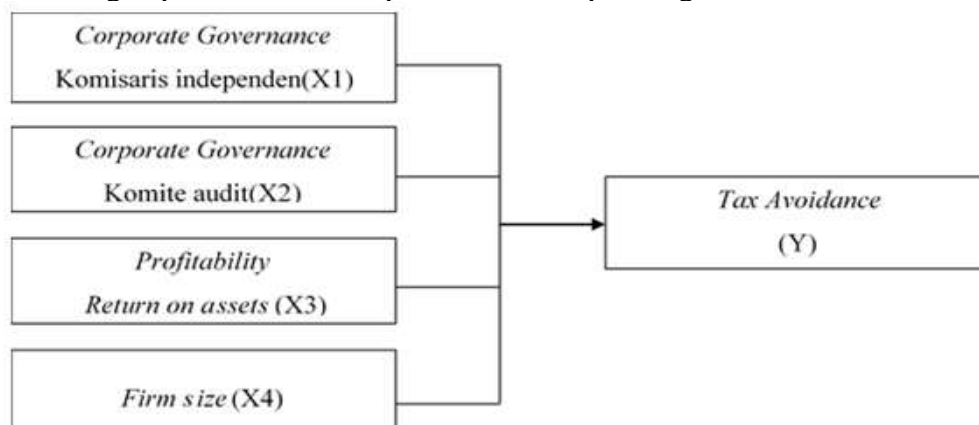 Corporate Governance
Komisaris independen(X1)
Corporate Governance
Komite audit(X2)
Profitability
Return on assets (X3)
Firm size (X4)
Tax Avoidance
(Y)